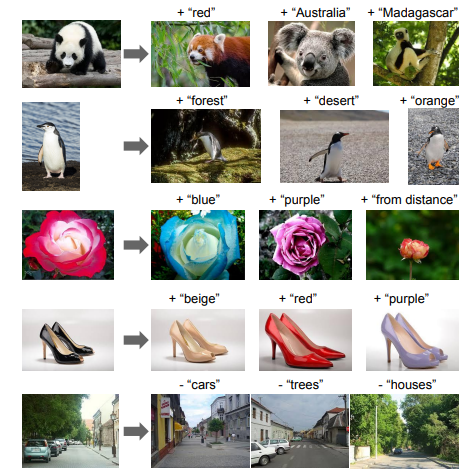 + “red” + “Australia” + “Madagascar”
+ “forest” + “desert” + “orange”
+ “blue” + “purple” + “from distance”
+ “beige” + “red” + “purple”
- “cars” - “trees” - “houses”